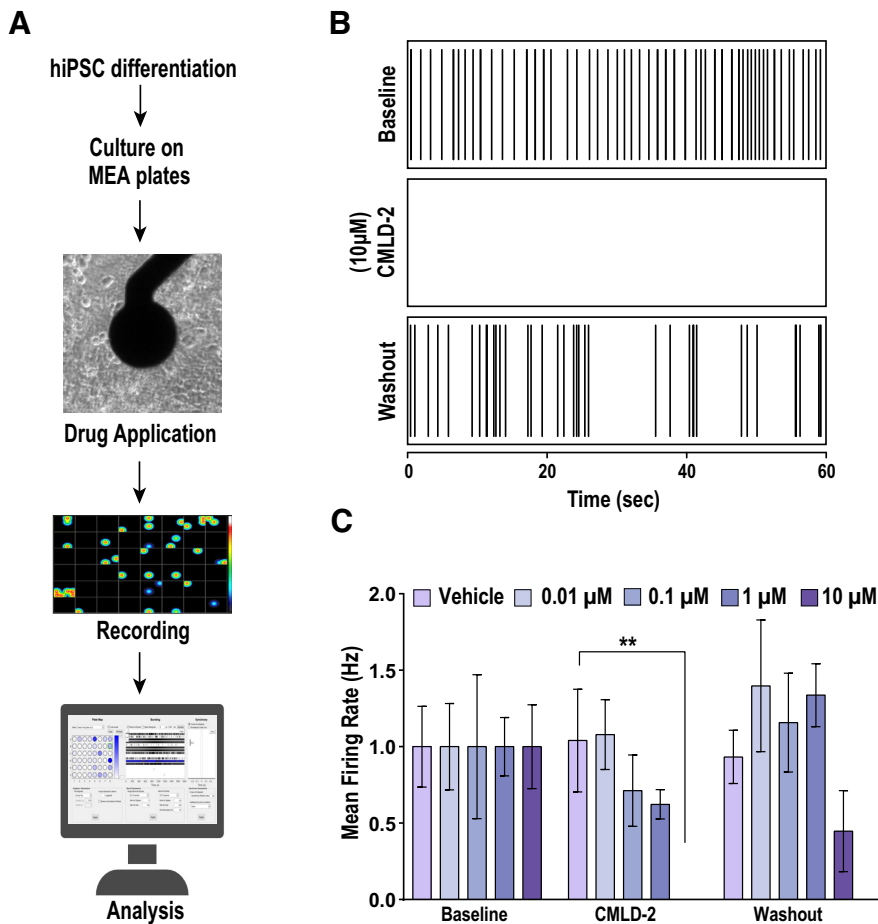 A
hiPSC differentiation
Culture on
MEA plates
Drug Application
Recording
Analysis
B
Baseline
(10µM)
CMLD-2
Washout
0 20 40 60
Time (sec)
C
Vehicle 0.01 µM 0.1 µM 1 µM 10 µM
**
Mean Firing Rate (Hz)
2.0
1.5
1.0
0.5
0.0
Baseline CMLD-2 Washout